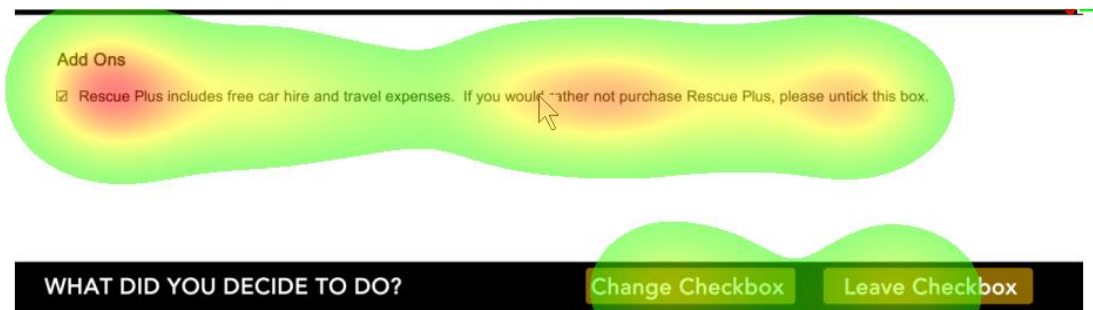 Add Ons
Rescue Plus includes free car hire and travel expenses. If you would rather not purchase Rescue Plus, please untick this box.
WHAT DID YOU DECIDE TO DO? Change Checkbox Leave Checkbox